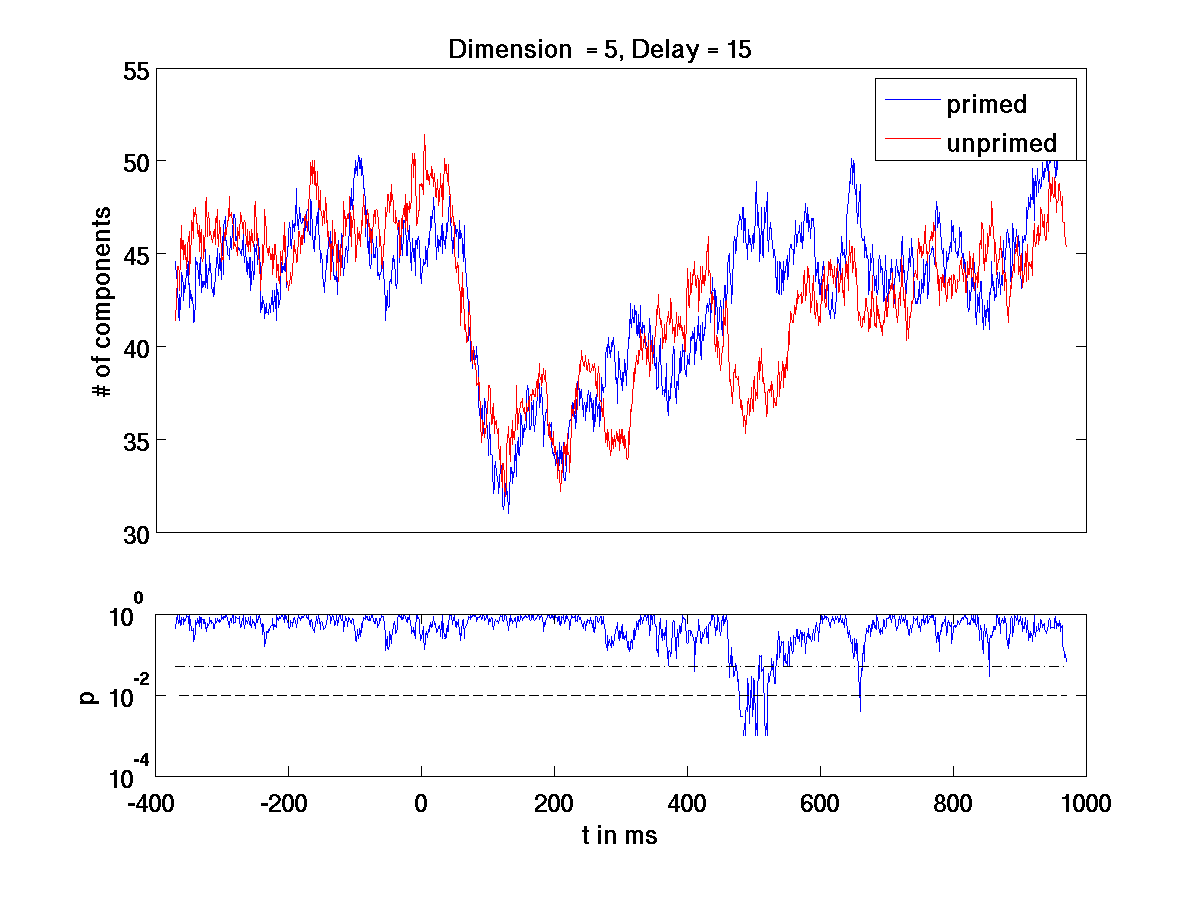 Dimension  = 5, Delay = 15
primed
unprimed
# of components
55
50
45
40
35
30
p
10^0
10^-2
10^-4
-400 -200 0 200 400 600 800 1000
t in ms